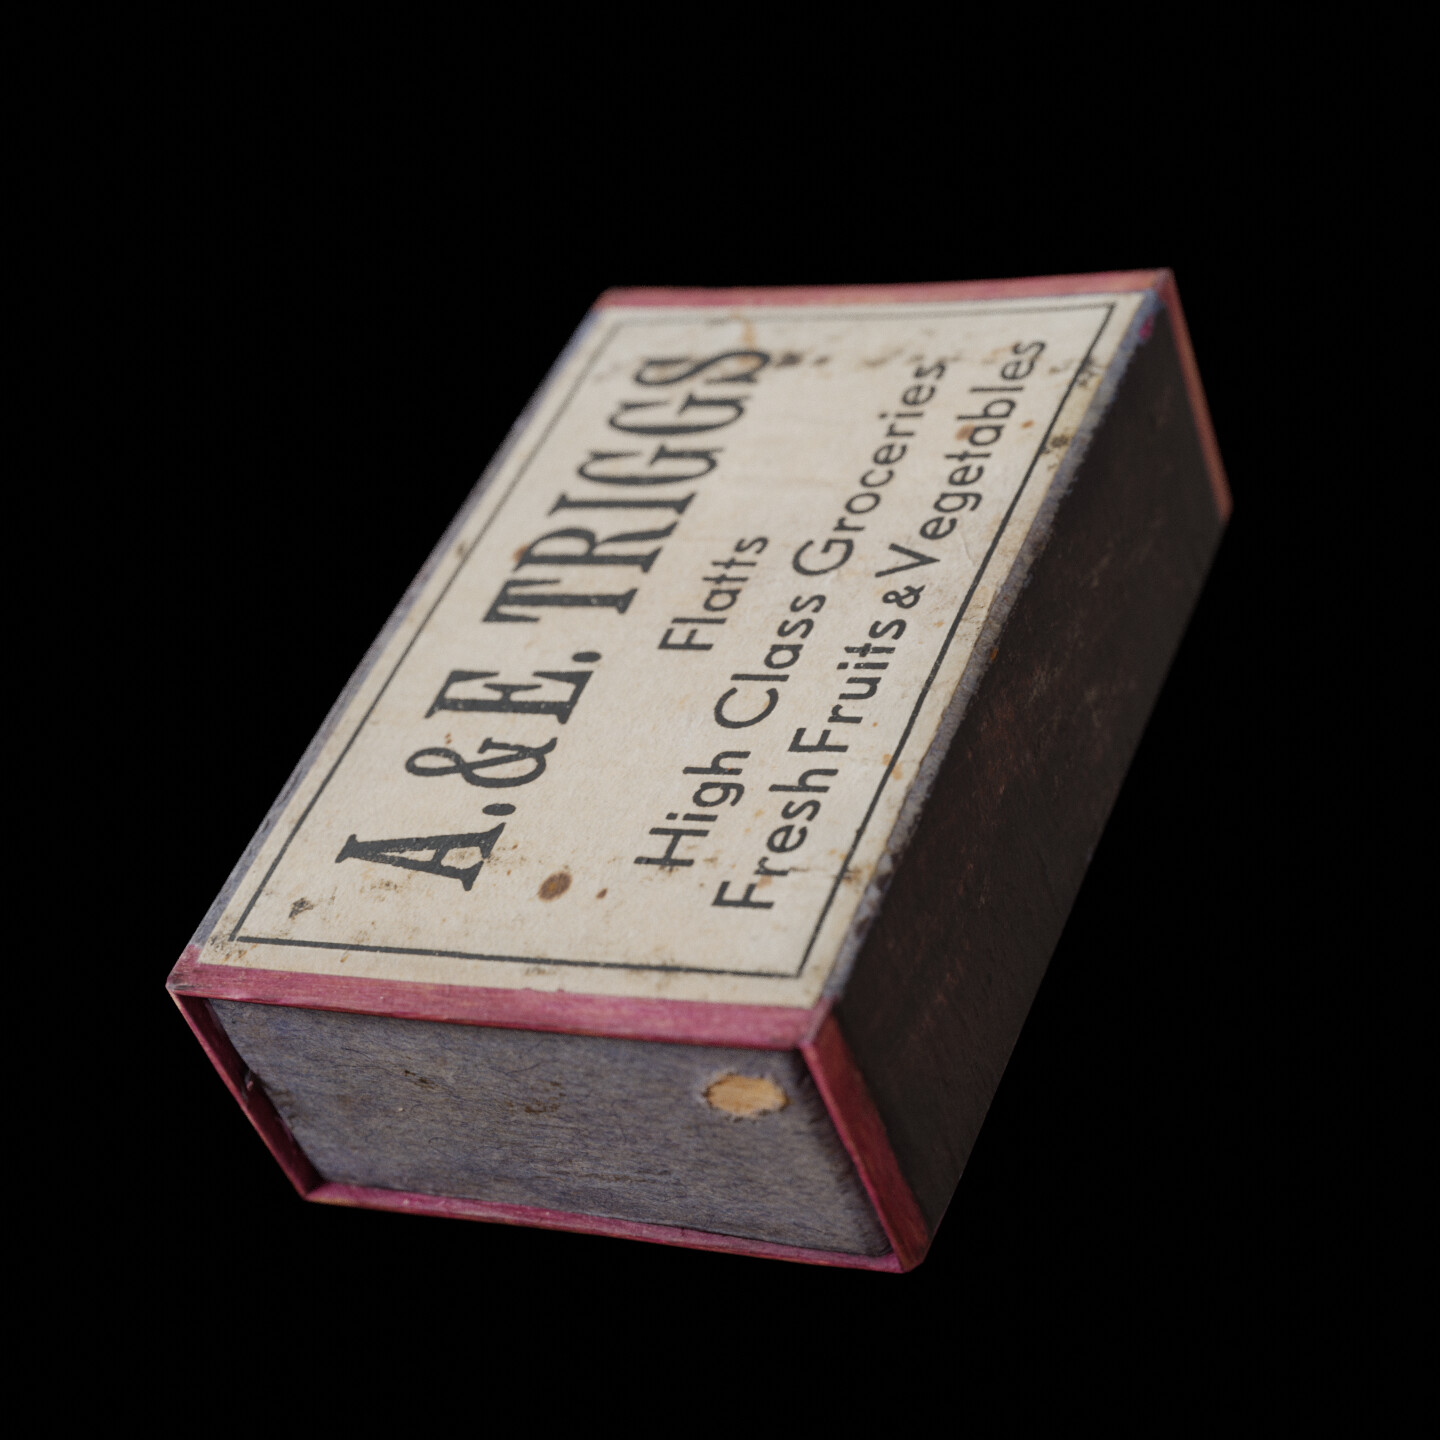 A. & E. TRIGGS
Flatts
High Class Groceries
Fresh Fruits & Vegetables